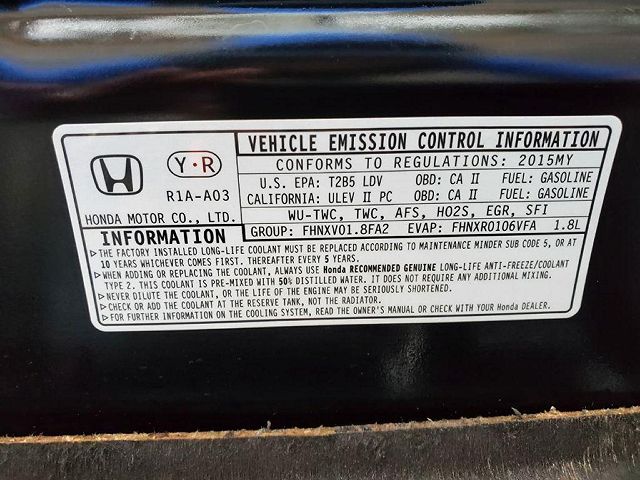 VEHICLE EMISSION CONTROL INFORMATION
Y·R
CONFORMS TO REGULATIONS: 2015MY
R1A-A03
U.S. EPA: T2B5 LDV OBD: CA II FUEL: GASOLINE
CALIFORNIA: ULEV II PC OBD: CA II FUEL: GASOLINE
HONDA MOTOR CO., LTD.
WU-TWC, TWC, AFS, HO2S, EGR, SFI
GROUP: FHNXV01.8FA2 EVAP: FHNXR0106VFA 1.8L
INFORMATION
▷THE FACTORY INSTALLED LONG-LIFE COOLANT MUST BE REPLACED ACCORDING TO MAINTENANCE MINDER SUB CODE 5, OR AT
10 YEARS WHICHEVER COMES FIRST. THEREAFTER EVERY 5 YEARS.
▷WHEN ADDING OR REPLACING THE COOLANT, ALWAYS USE Honda RECOMMENDED GENUINE LONG-LIFE ANTI-FREEZE/COOLANT
TYPE 2. THIS COOLANT IS PRE-MIXED WITH 50% DISTILLED WATER. IT DOES NOT REQUIRE ANY ADDITIONAL MIXING.
▷NEVER DILUTE THE COOLANT, OR THE LIFE OF THE ENGINE MAY BE SERIOUSLY SHORTENED.
▷CHECK OR ADD THE COOLANT AT THE RESERVE TANK, NOT THE RADIATOR.
▷FOR FURTHER INFORMATION ON THE COOLING SYSTEM, READ THE OWNER'S MANUAL OR CHECK WITH YOUR Honda DEALER.